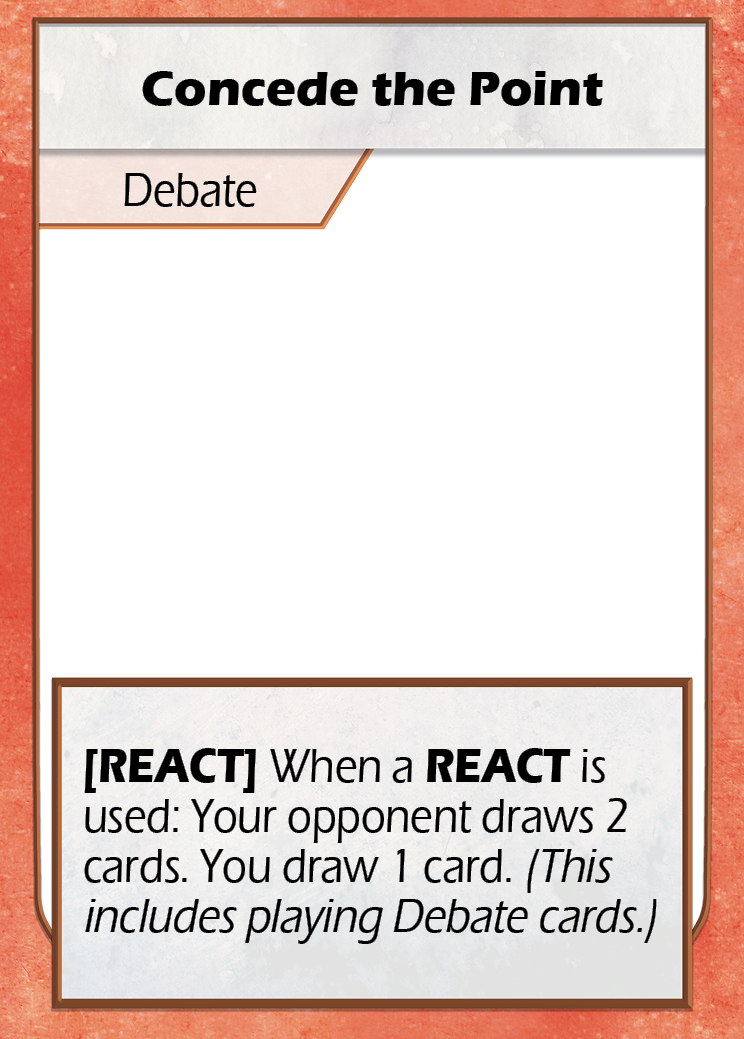 Concede the Point
Debate
[REACT] When a REACT is
used: Your opponent draws 2
cards. You draw 1 card. (This
includes playing Debate cards.)